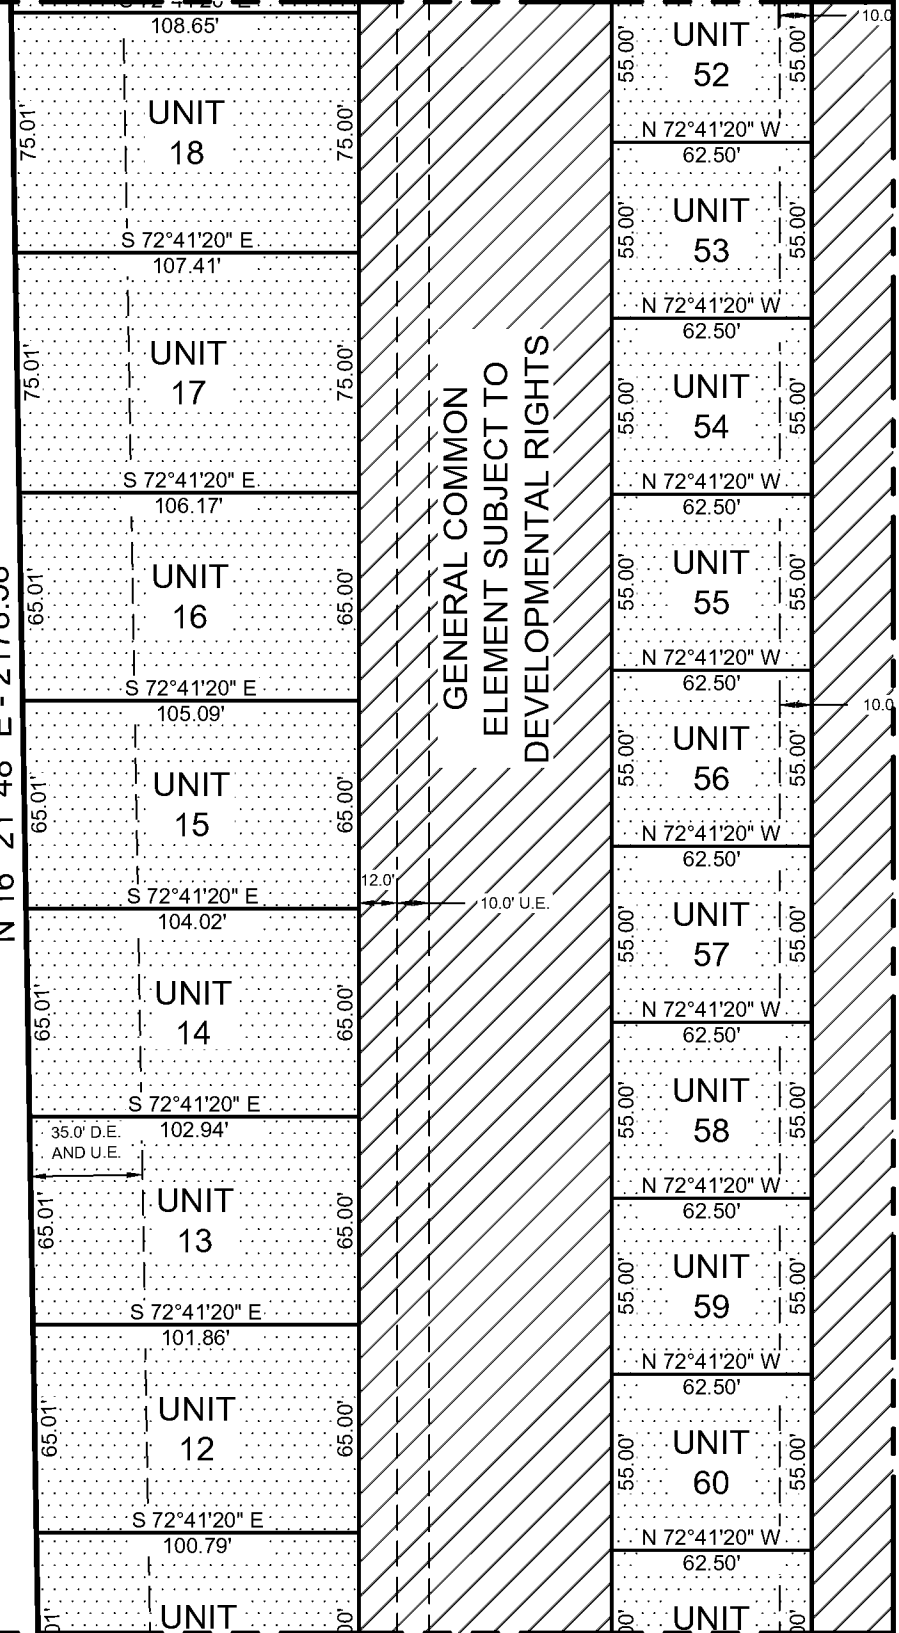 108.65'
75.01'
UNIT
18
75.00'
S 72°41'20" E
107.41'
75.01'
UNIT
17
75.00'
S 72°41'20" E
106.17'
65.01'
UNIT
16
65.00'
S 72°41'20" E
105.09'
65.01'
UNIT
15
65.00'
S 72°41'20" E
104.02'
65.01'
UNIT
14
65.00'
S 72°41'20" E
35.0' D.E.
AND U.E.
102.94'
65.01'
UNIT
13
65.00'
S 72°41'20" E
101.86'
65.01'
UNIT
12
65.00'
S 72°41'20" E
100.79'
UNIT
12.0'
10.0' U.E.
GENERAL COMMON
ELEMENT SUBJECT TO
DEVELOPMENTAL RIGHTS
10.0
55.00'
UNIT
52
55.00'
N 72°41'20" W
62.50'
55.00'
UNIT
53
55.00'
N 72°41'20" W
62.50'
55.00'
UNIT
54
55.00'
N 72°41'20" W
62.50'
55.00'
UNIT
55
55.00'
N 72°41'20" W
62.50'
10.0
55.00'
UNIT
56
55.00'
N 72°41'20" W
62.50'
55.00'
UNIT
57
55.00'
N 72°41'20" W
62.50'
55.00'
UNIT
58
55.00'
N 72°41'20" W
62.50'
55.00'
UNIT
59
55.00'
N 72°41'20" W
62.50'
55.00'
UNIT
60
55.00'
N 72°41'20" W
62.50'
UNIT